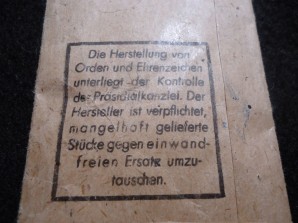 Die Herstellung von
Orden und Ehrenzeichen
unterliegt der Kontrolle
der Präsidialkanzlei. Der
Hersteller ist verpflichtet,
mangelhaft gelieferte
Stücke gegen einwand-
freien Ersatz umzu-
tauschen.